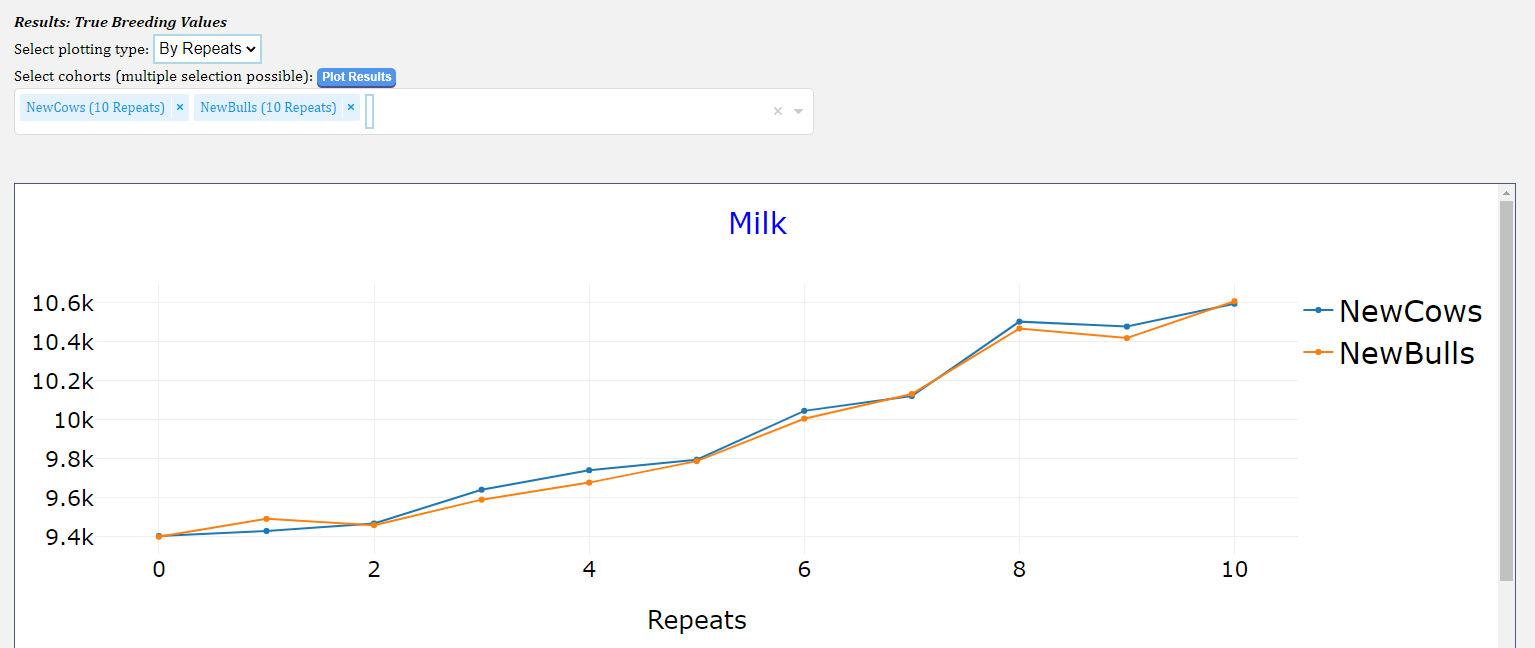 Results: True Breeding Values
Select plotting type: By Repeats
Select cohorts (multiple selection possible): Plot Results
NewCows (10 Repeats) × NewBulls (10 Repeats) ×
Milk
10.6k
10.4k
10.2k
10k
9.8k
9.6k
9.4k
0 2 4 6 8 10
Repeats
NewCows
NewBulls